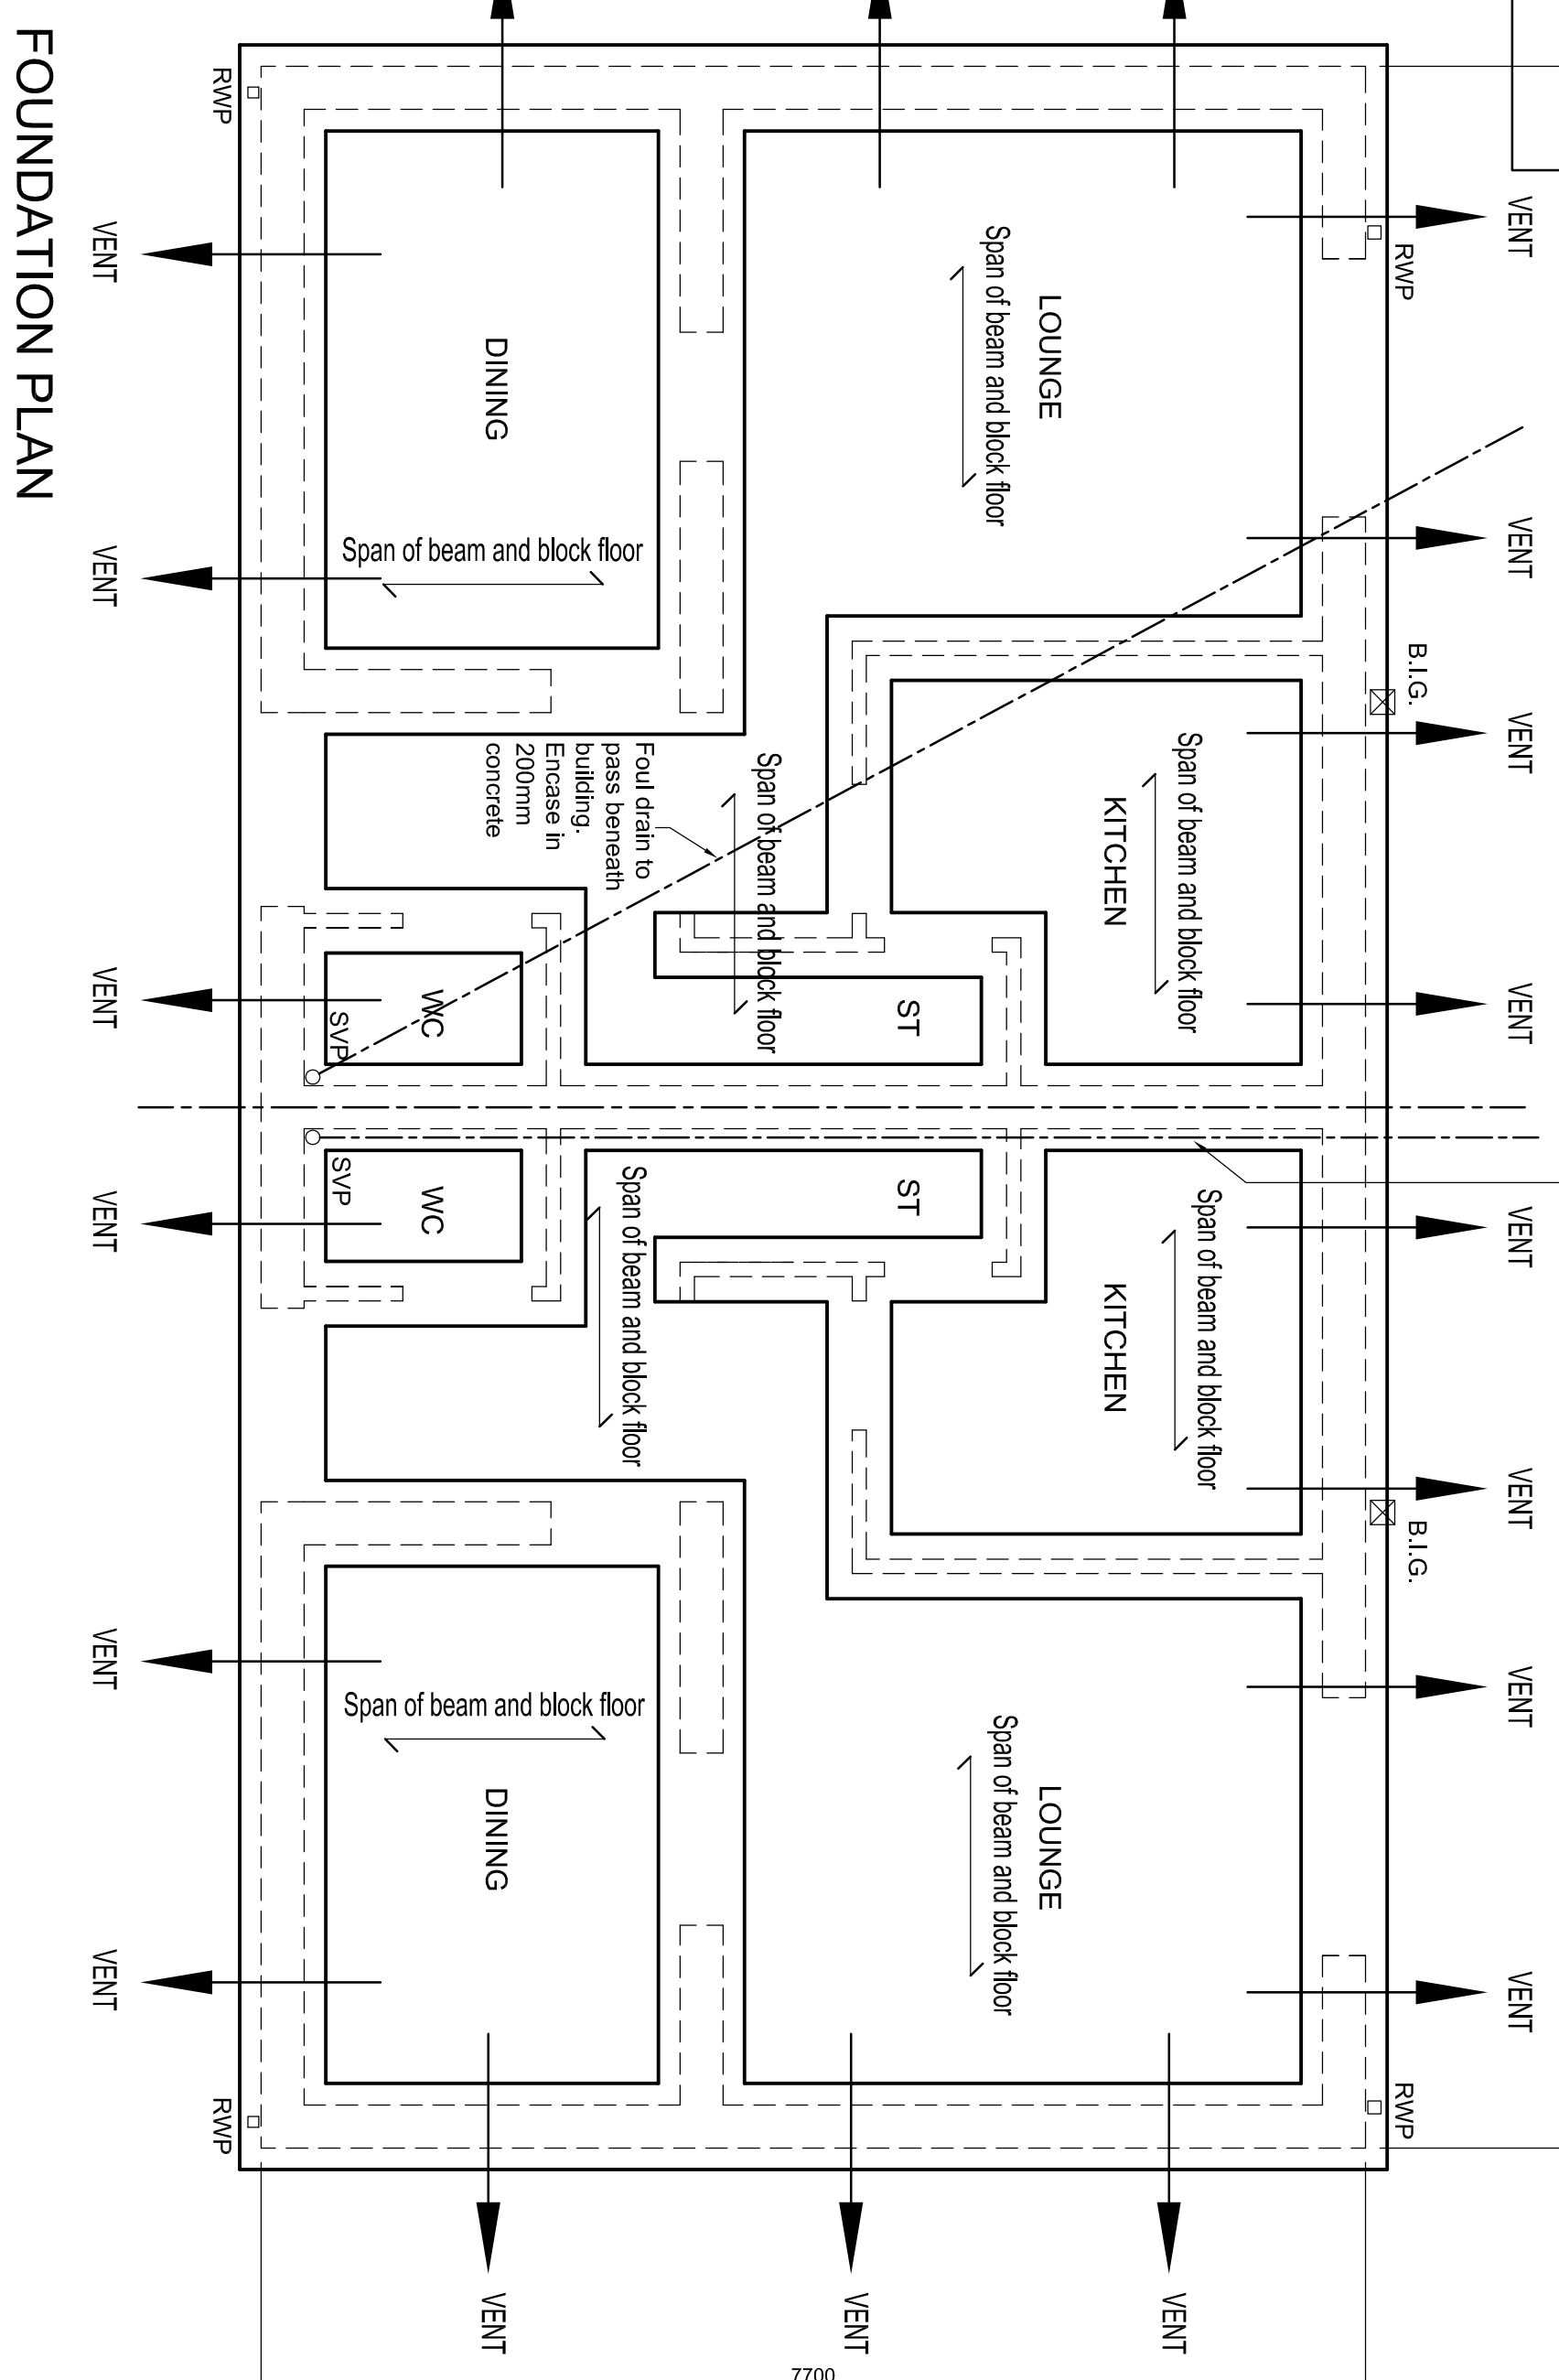 FOUNDATION PLAN
RWP
VENT
RWP
VENT
LOUNGE
Span of beam and block floor
DINING
Span of beam and block floor
VENT
VENT
B.I.G.
VENT
Span of beam and block floor
KITCHEN
Span of beam and block floor
Foul drain to
pass beneath
building.
Encase in
200mm
concrete
VENT
ST
WC
SVP
VENT
VENT
Span of beam and block floor
KITCHEN
ST
Span of beam and block floor
WC
SVP
VENT
VENT
B.I.G.
VENT
LOUNGE
Span of beam and block floor
Span of beam and block floor
DINING
VENT
VENT
VENT
RWP
RWP
VENT
VENT
VENT
7700